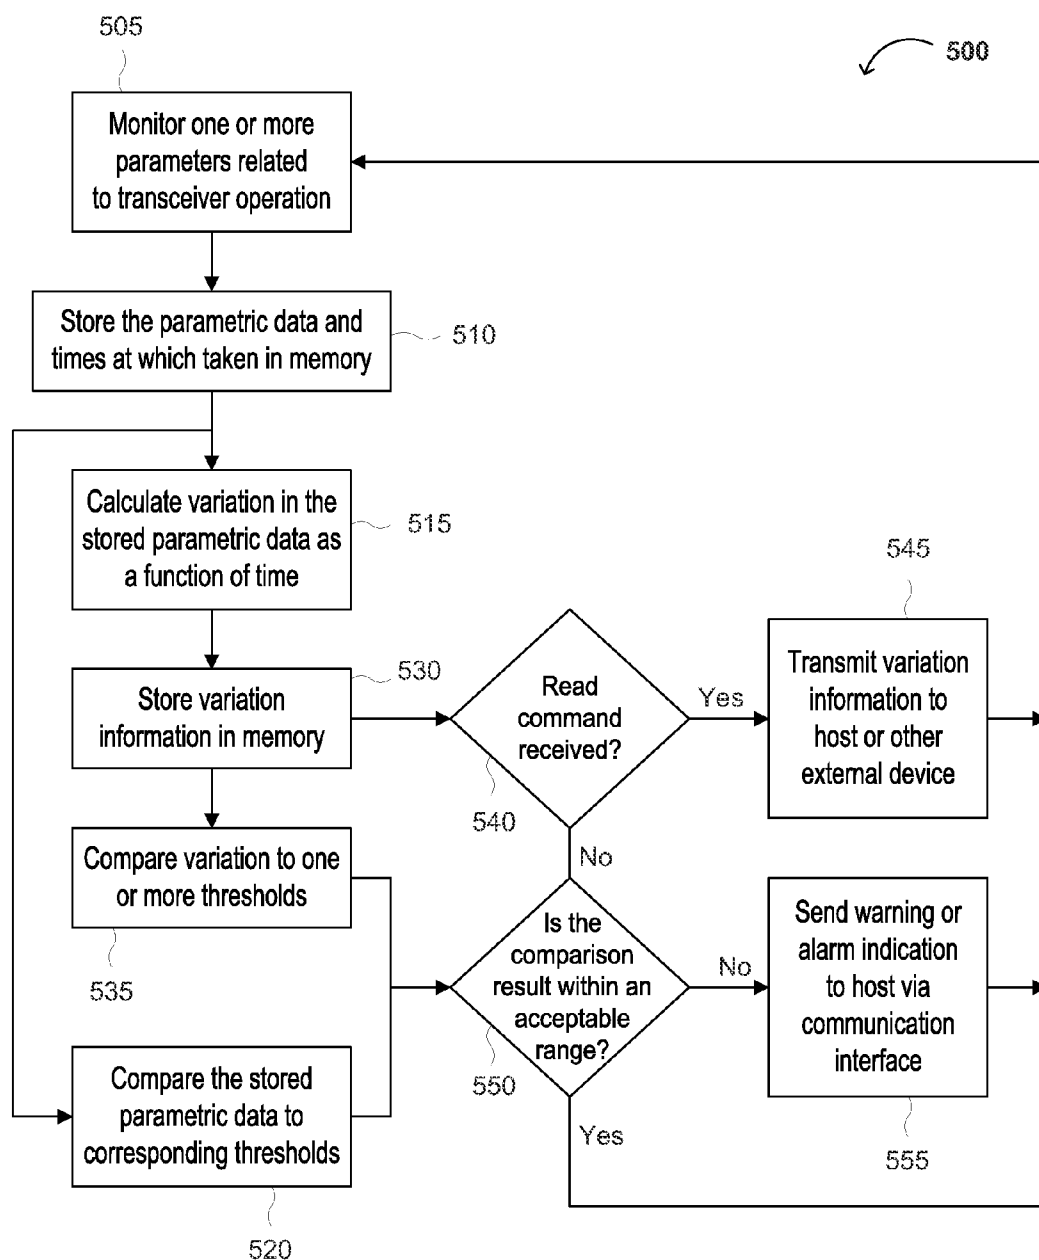 505
500
Monitor one or more
parameters related
to transceiver operation
Store the parametric data and
times at which taken in memory
510
Calculate variation in the
stored parametric data as
a function of time
515
545
530
Store variation
information in memory
Read
command
received?
Yes
Transmit variation
information to
host or other
external device
540
No
Compare variation to one
or more thresholds
535
Is the
comparison
result within an
acceptable
range?
No
Send warning or
alarm indication
to host via
communication
interface
550
Compare the stored
parametric data to
corresponding thresholds
Yes
555
520